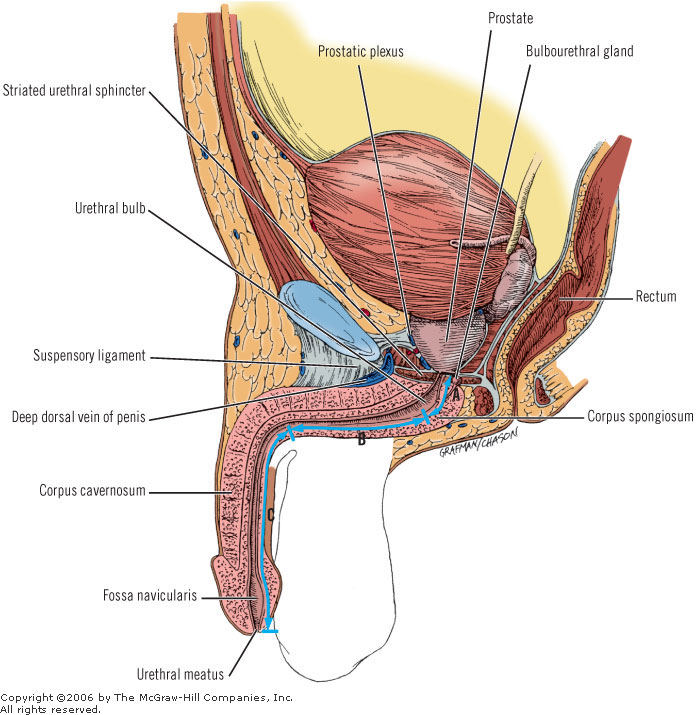 Prostate
Prostatic plexus
Bulbourethral gland
Striated urethral sphincter
Urethral bulb
Rectum
Suspensory ligament
A
Deep dorsal vein of penis
Corpus spongiosum
B
GRAFMAN/CHASON
Corpus cavernosum
C
Fossa navicularis
Urethral meatus
Copyright ©2006 by The McGraw-Hill Companies, Inc.
All rights reserved.